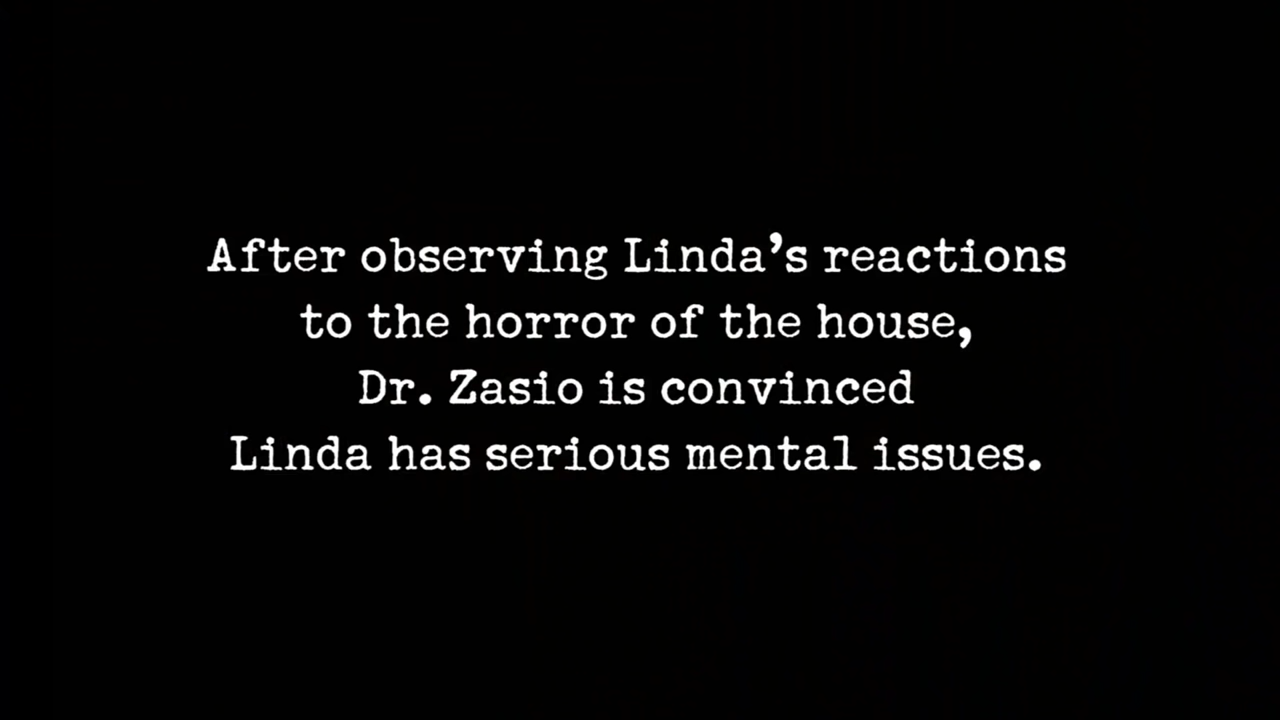 After observing Linda’s reactions
to the horror of the house,
Dr. Zasio is convinced
Linda has serious mental issues.